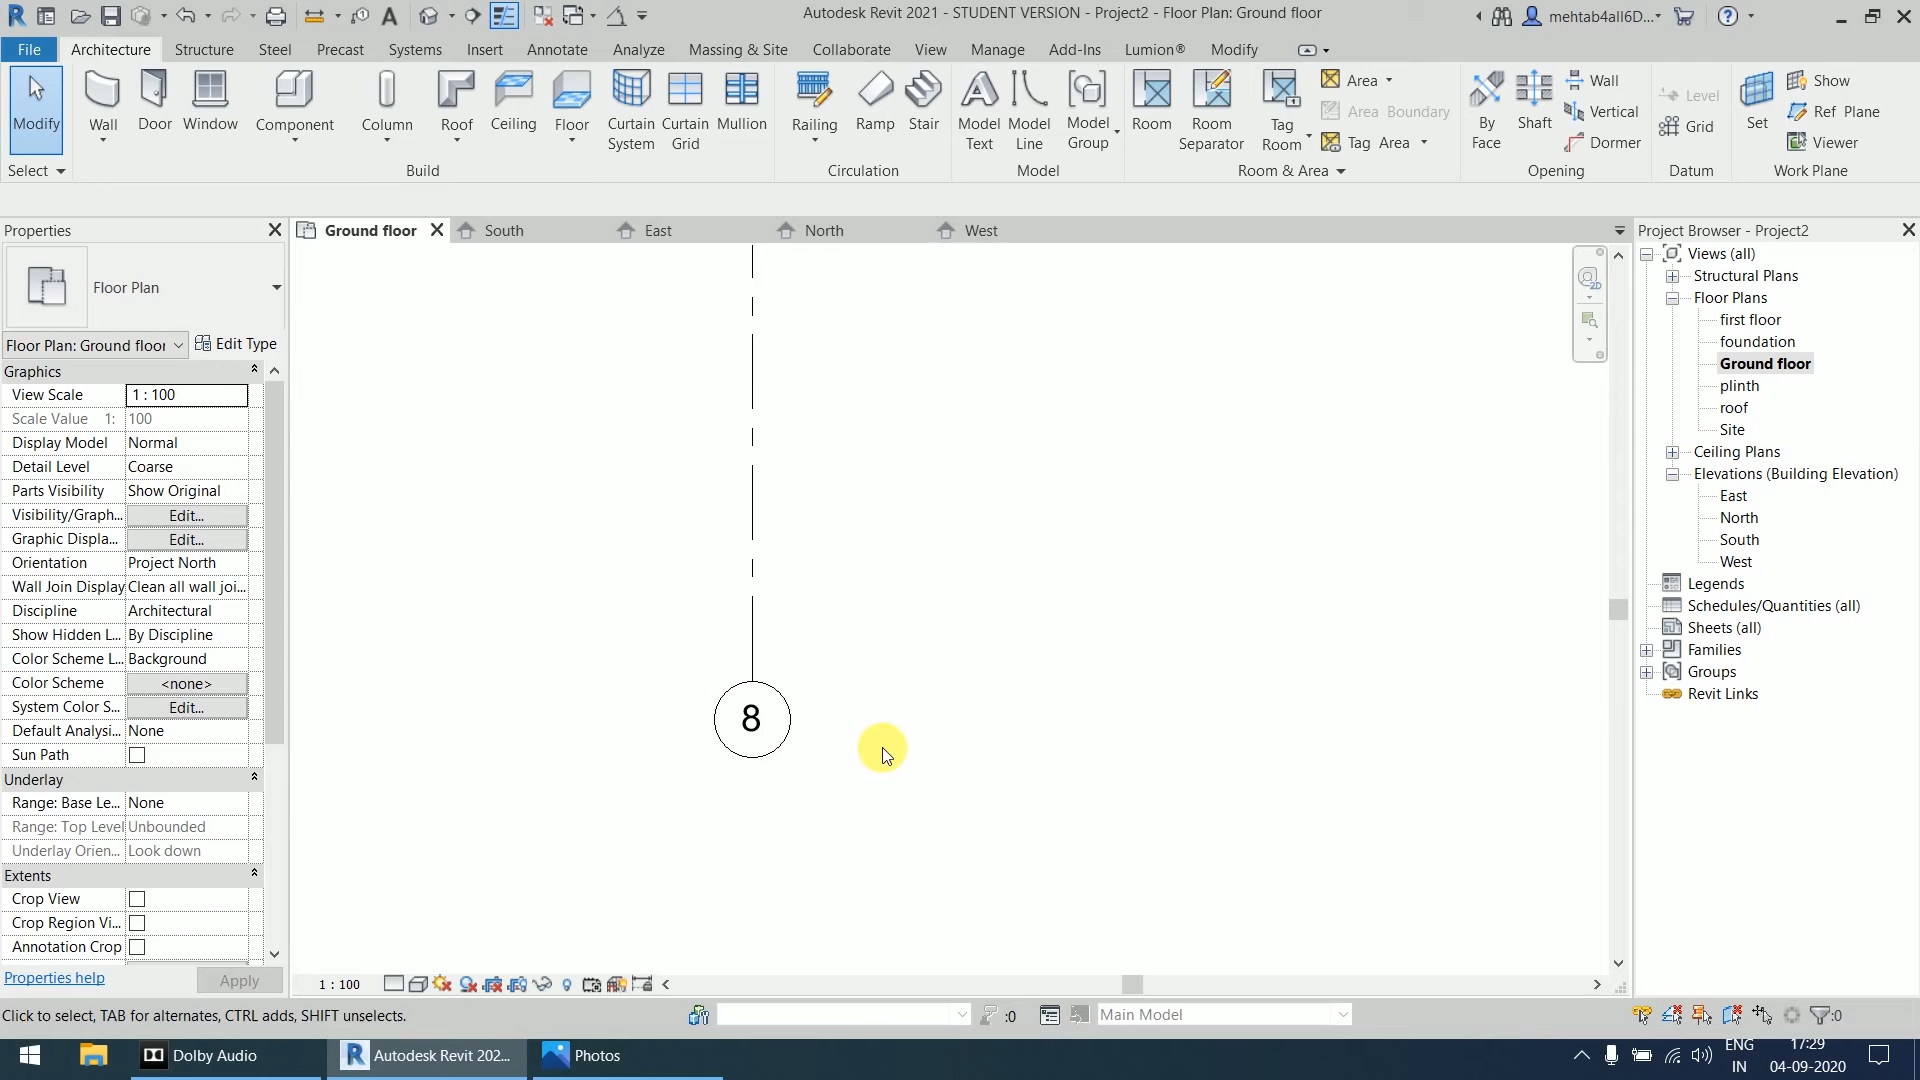 Autodesk Revit 2021 - STUDENT VERSION - Project2 - Floor Plan: Ground floor
mehtab4all6D...
File Architecture Structure Steel Precast Systems Insert Annotate Analyze Massing & Site Collaborate View Manage Add-Ins Lumion® Modify
Modify Wall Door Window Component Column Roof Ceiling Floor Curtain System Curtain Grid Mullion Railing Ramp Stair Model Text Model Line Model Group Room Room Separator Tag Room
Area
Area Boundary
Tag Area
By Face Shaft
Wall
Vertical
Dormer
Level
Grid
Set
Show
Ref Plane
Viewer
Select Build Circulation Model Room & Area Opening Datum Work Plane
Properties
Floor Plan
Floor Plan: Ground floor Edit Type
Graphics
View Scale 1 : 100
Scale Value 1: 100
Display Model Normal
Detail Level Coarse
Parts Visibility Show Original
Visibility/Graph... Edit...
Graphic Displa... Edit...
Orientation Project North
Wall Join Display Clean all wall joi...
Discipline Architectural
Show Hidden L... By Discipline
Color Scheme L... Background
Color Scheme <none>
System Color S... Edit...
Default Analysi... None
Sun Path
Underlay
Range: Base Le... None
Range: Top Level Unbounded
Underlay Orien... Look down
Extents
Crop View
Crop Region Vi...
Annotation Crop
Properties help Apply
Ground floor South East North West
8
1 : 100
Project Browser - Project2
Views (all)
Structural Plans
Floor Plans
first floor
foundation
Ground floor
plinth
roof
Site
Ceiling Plans
Elevations (Building Elevation)
East
North
South
West
Legends
Schedules/Quantities (all)
Sheets (all)
Families
Groups
Revit Links
Click to select, TAB for alternates, CTRL adds, SHIFT unselects.
:0
Main Model
:0
Dolby Audio
Autodesk Revit 202...
Photos
ENG
IN
17:29
04-09-2020